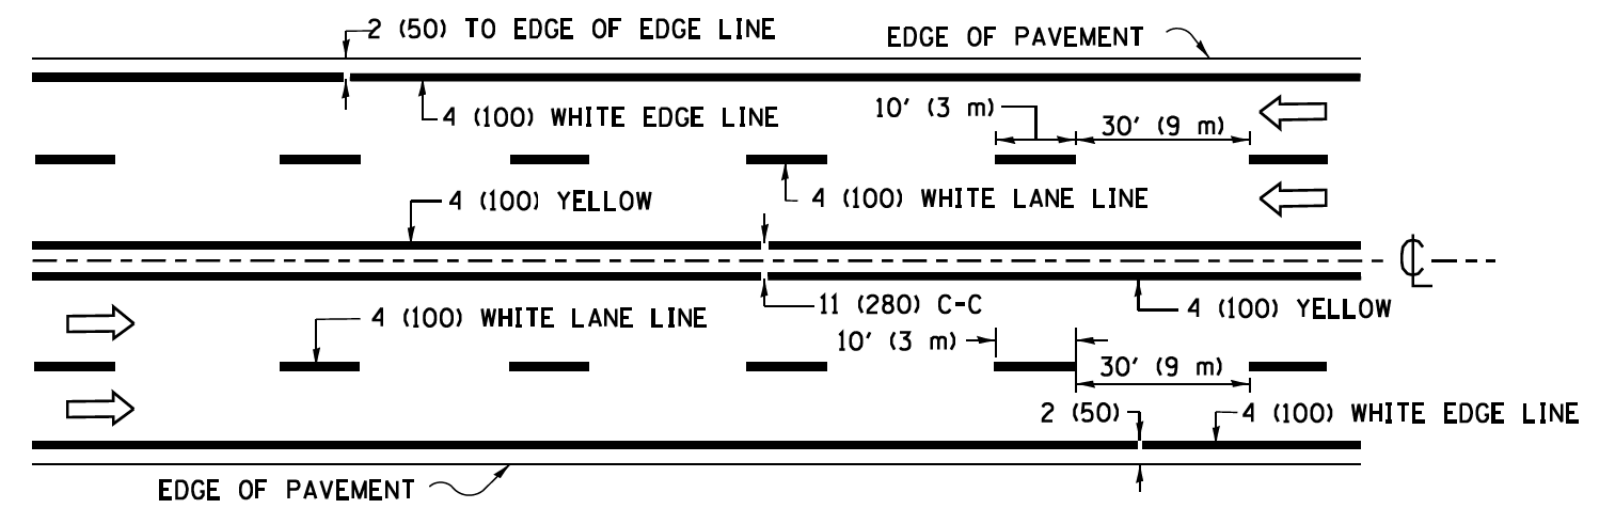 2 (50) TO EDGE OF EDGE LINE
EDGE OF PAVEMENT
4 (100) WHITE EDGE LINE
10' (3 m)
30' (9 m)
4 (100) YELLOW
4 (100) WHITE LANE LINE
℄
11 (280) C-C
4 (100) YELLOW
4 (100) WHITE LANE LINE
10' (3 m)
30' (9 m)
2 (50)
4 (100) WHITE EDGE LINE
EDGE OF PAVEMENT